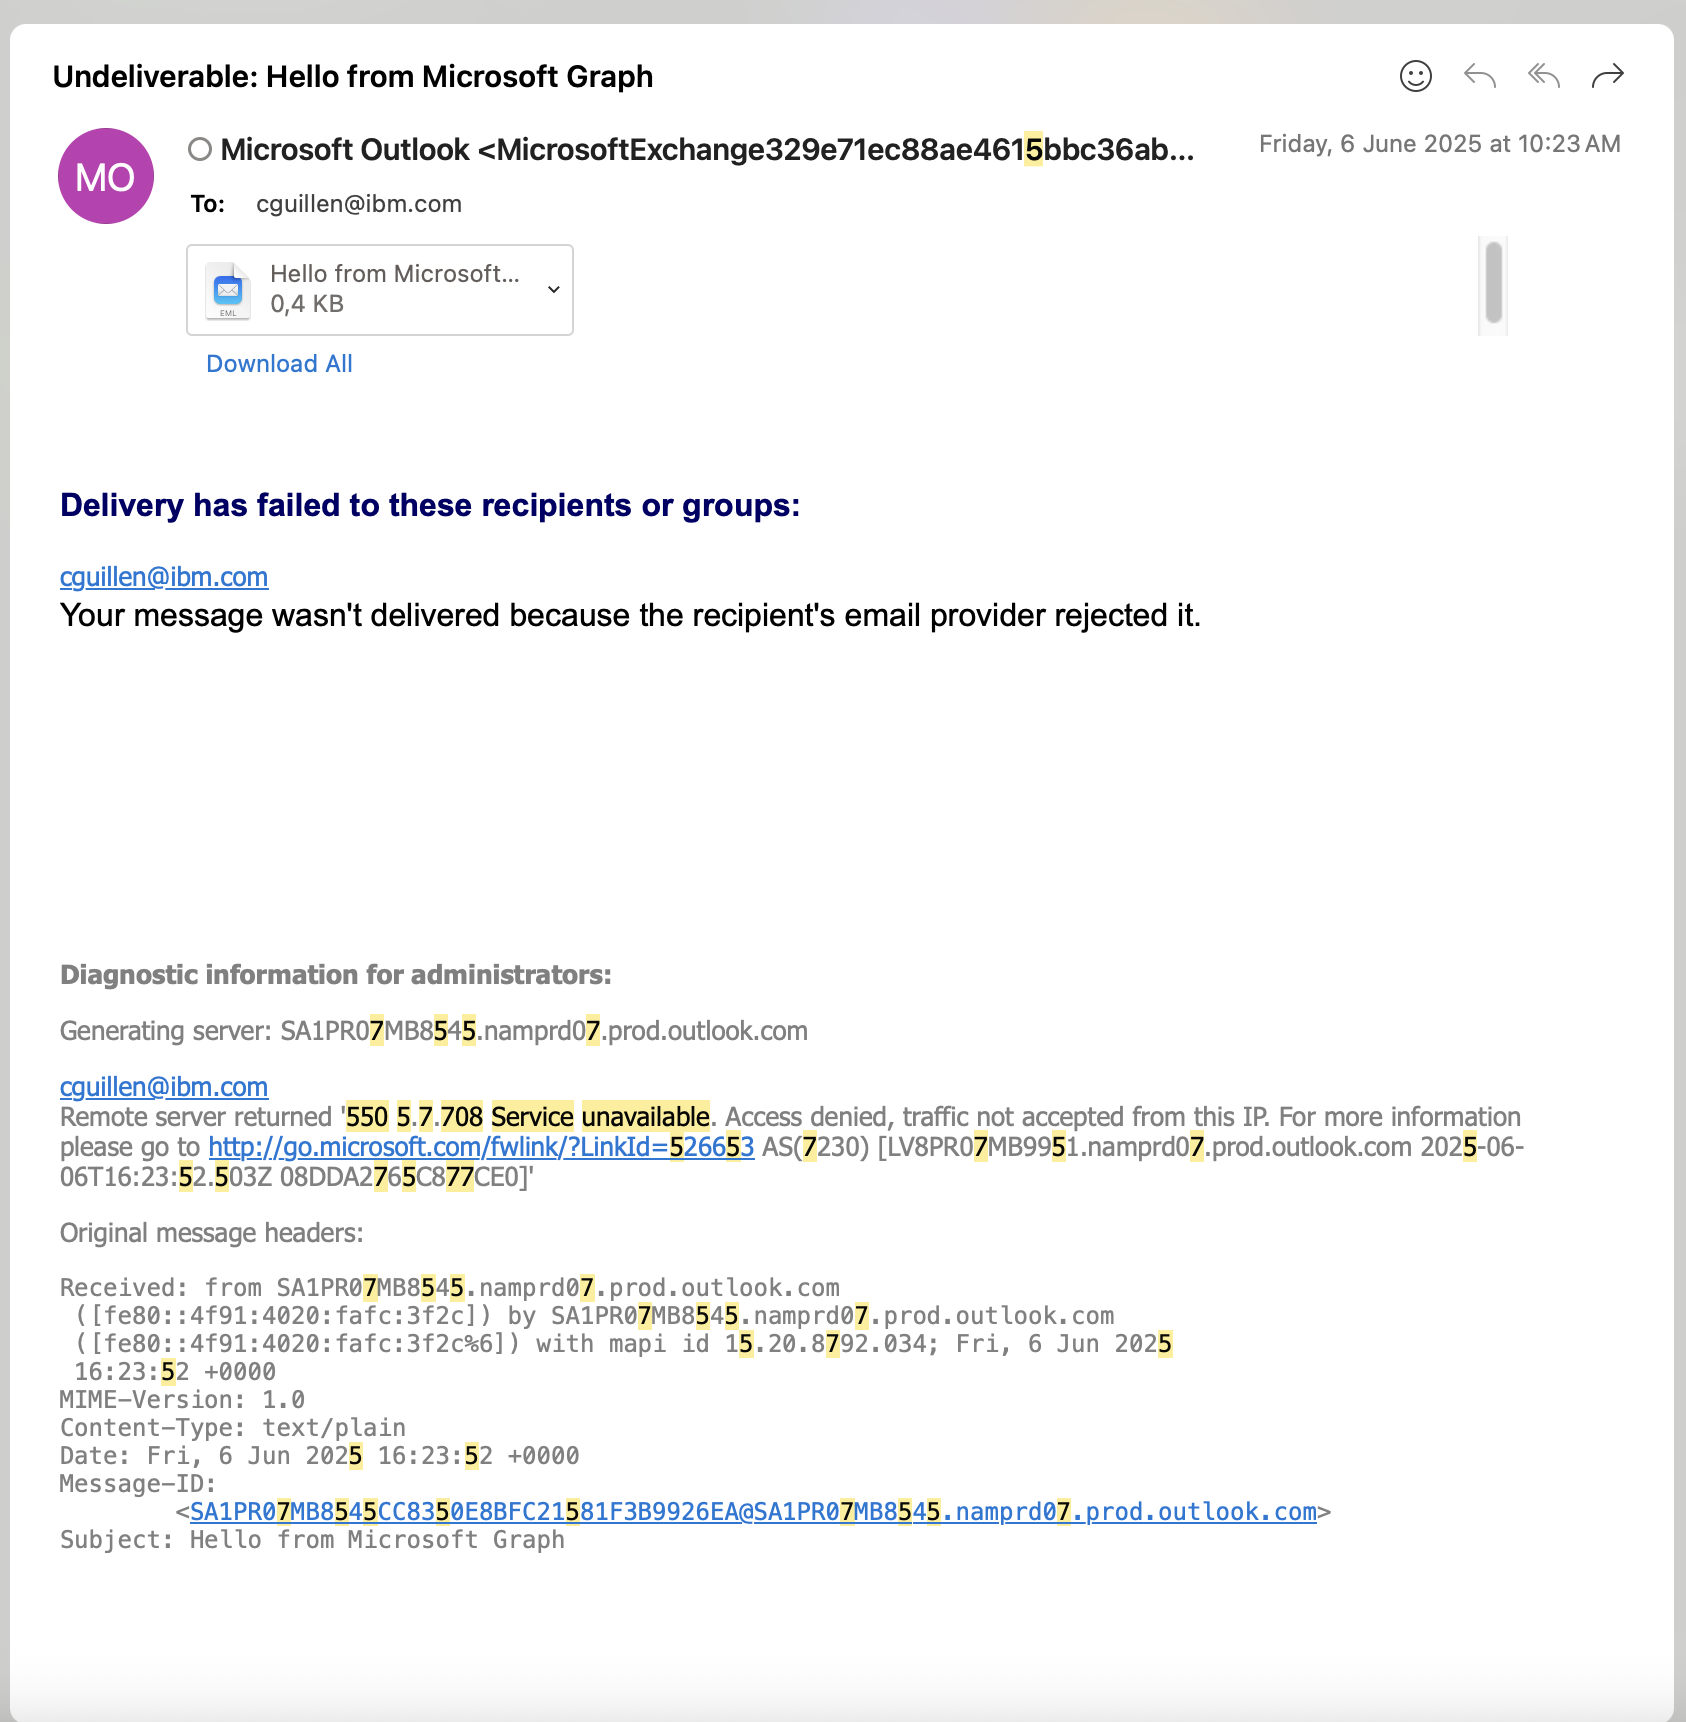 Undeliverable: Hello from Microsoft Graph
MO
Microsoft Outlook <MicrosoftExchange329e71ec88ae4615bbc36ab...
Friday, 6 June 2025 at 10:23 AM
To: cguillen@ibm.com
Hello from Microsoft...
0,4 KB
EML
Download All
Delivery has failed to these recipients or groups:
cguillen@ibm.com
Your message wasn't delivered because the recipient's email provider rejected it.
Diagnostic information for administrators:
Generating server: SA1PR07MB8545.namprd07.prod.outlook.com
cguillen@ibm.com
Remote server returned '550 5.7.708 Service unavailable. Access denied, traffic not accepted from this IP. For more information
please go to http://go.microsoft.com/fwlink/?LinkId=526653 AS(7230) [LV8PR07MB9951.namprd07.prod.outlook.com 2025-06-
06T16:23:52.503Z 08DDA2765C877CE0]'
Original message headers:
Received: from SA1PR07MB8545.namprd07.prod.outlook.com
([fe80::4f91:4020:fafc:3f2c]) by SA1PR07MB8545.namprd07.prod.outlook.com
([fe80::4f91:4020:fafc:3f2c%6]) with mapi id 15.20.8792.034; Fri, 6 Jun 2025
16:23:52 +0000
MIME-Version: 1.0
Content-Type: text/plain
Date: Fri, 6 Jun 2025 16:23:52 +0000
Message-ID:
<SA1PR07MB8545CC8350E8BFC21581F3B9926EA@SA1PR07MB8545.namprd07.prod.outlook.com>
Subject: Hello from Microsoft Graph